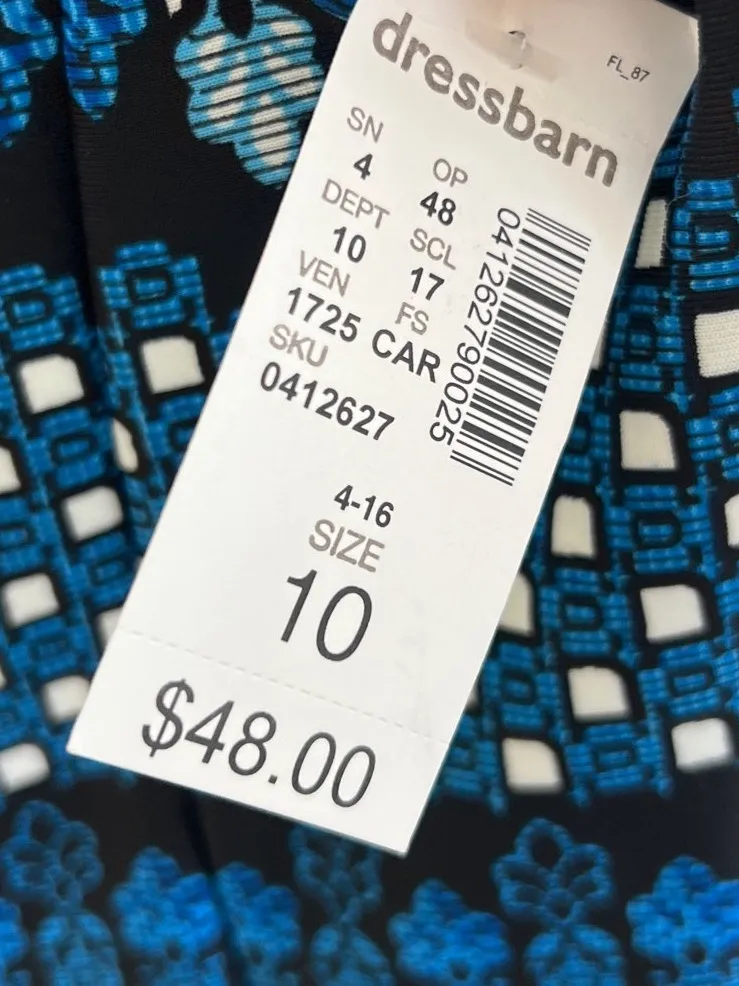 dressbarn
FL_87
SN OP
4 48
DEPT SCL
10 17
VEN FS
1725 CAR
SKU
0412627
041262790025
4-16
SIZE
10
$48.00